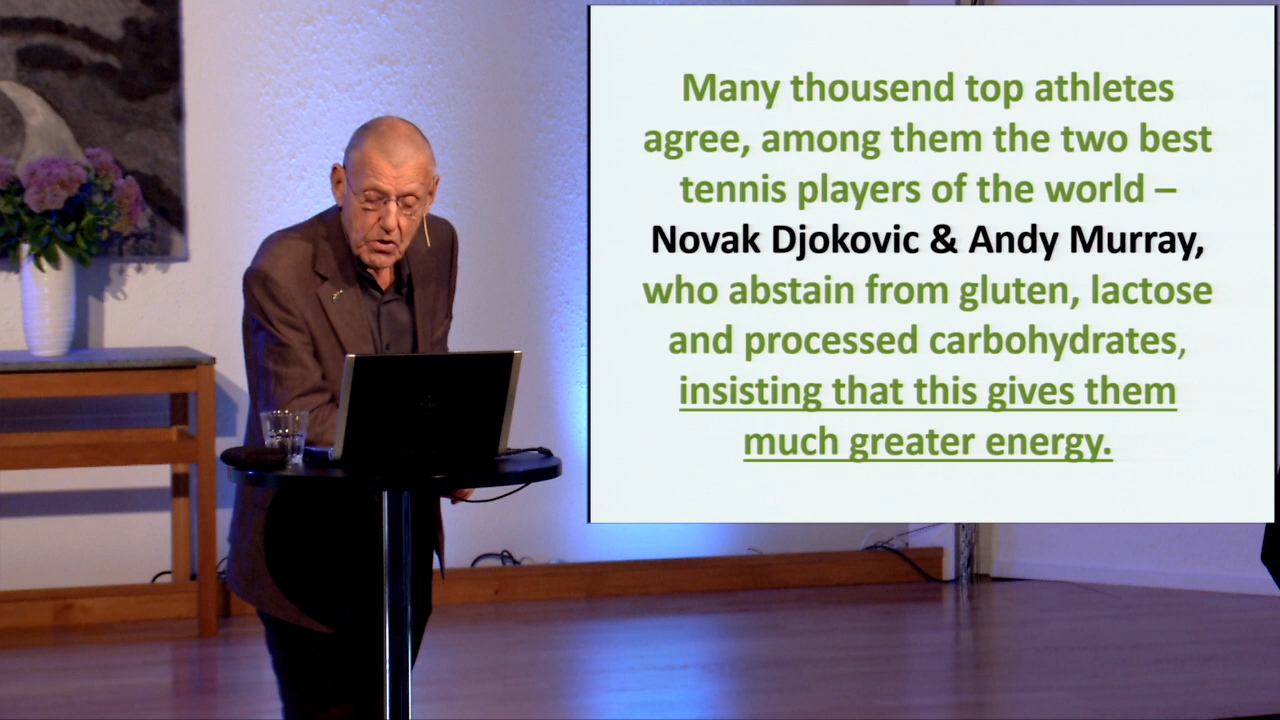 Many thousend top athletes
agree, among them the two best
tennis players of the world –
Novak Djokovic & Andy Murray,
who abstain from gluten, lactose
and processed carbohydrates,
insisting that this gives them
much greater energy.